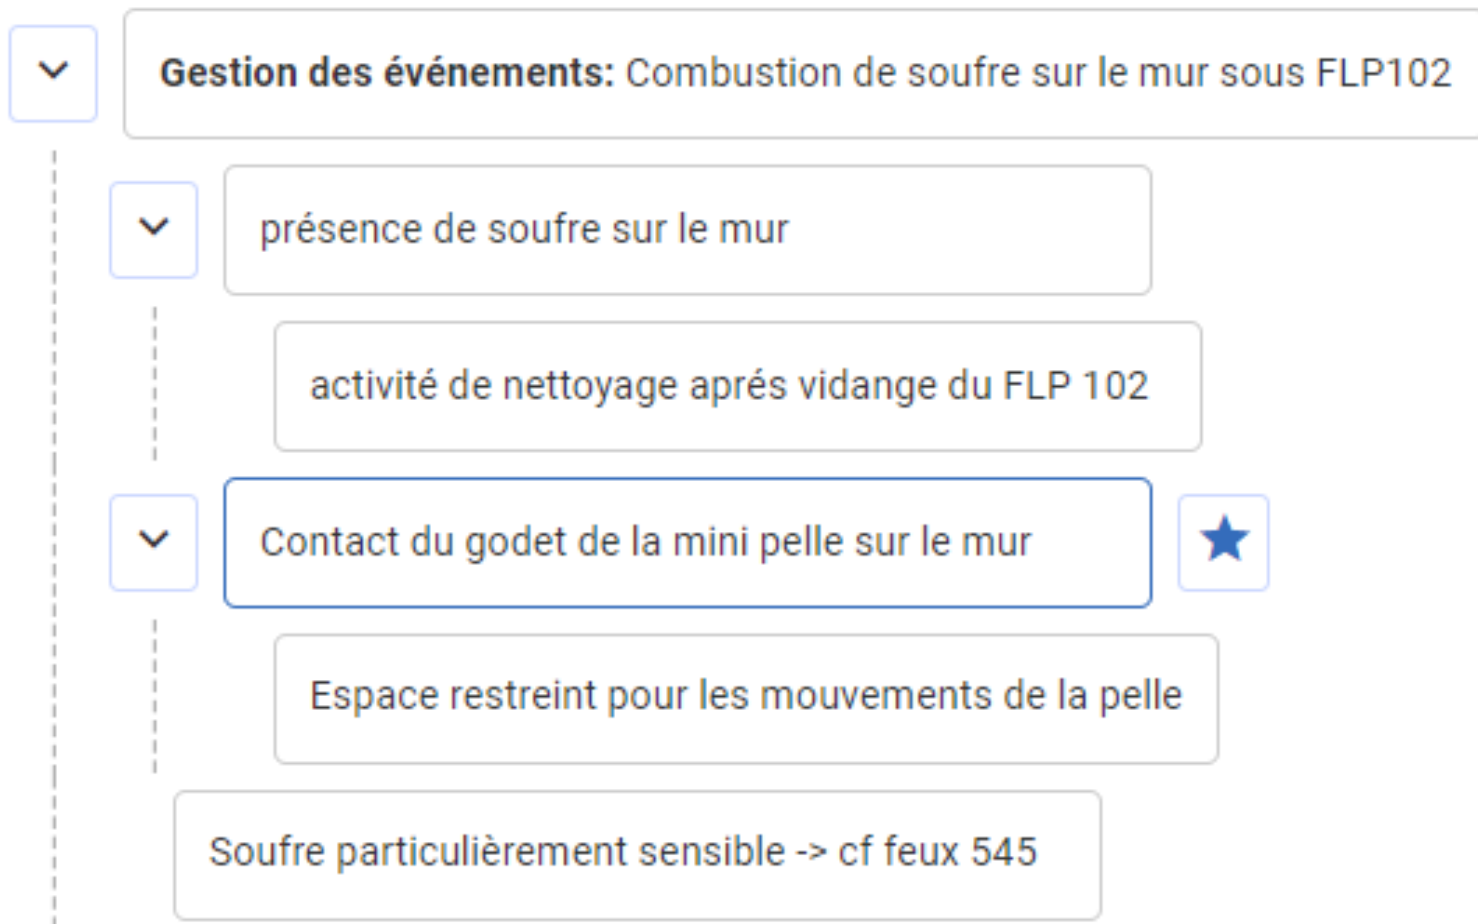 Gestion des événements: Combustion de soufre sur le mur sous FLP102
présence de soufre sur le mur
activité de nettoyage aprés vidange du FLP 102
Contact du godet de la mini pelle sur le mur
Espace restreint pour les mouvements de la pelle
Soufre particulièrement sensible -> cf feux 545